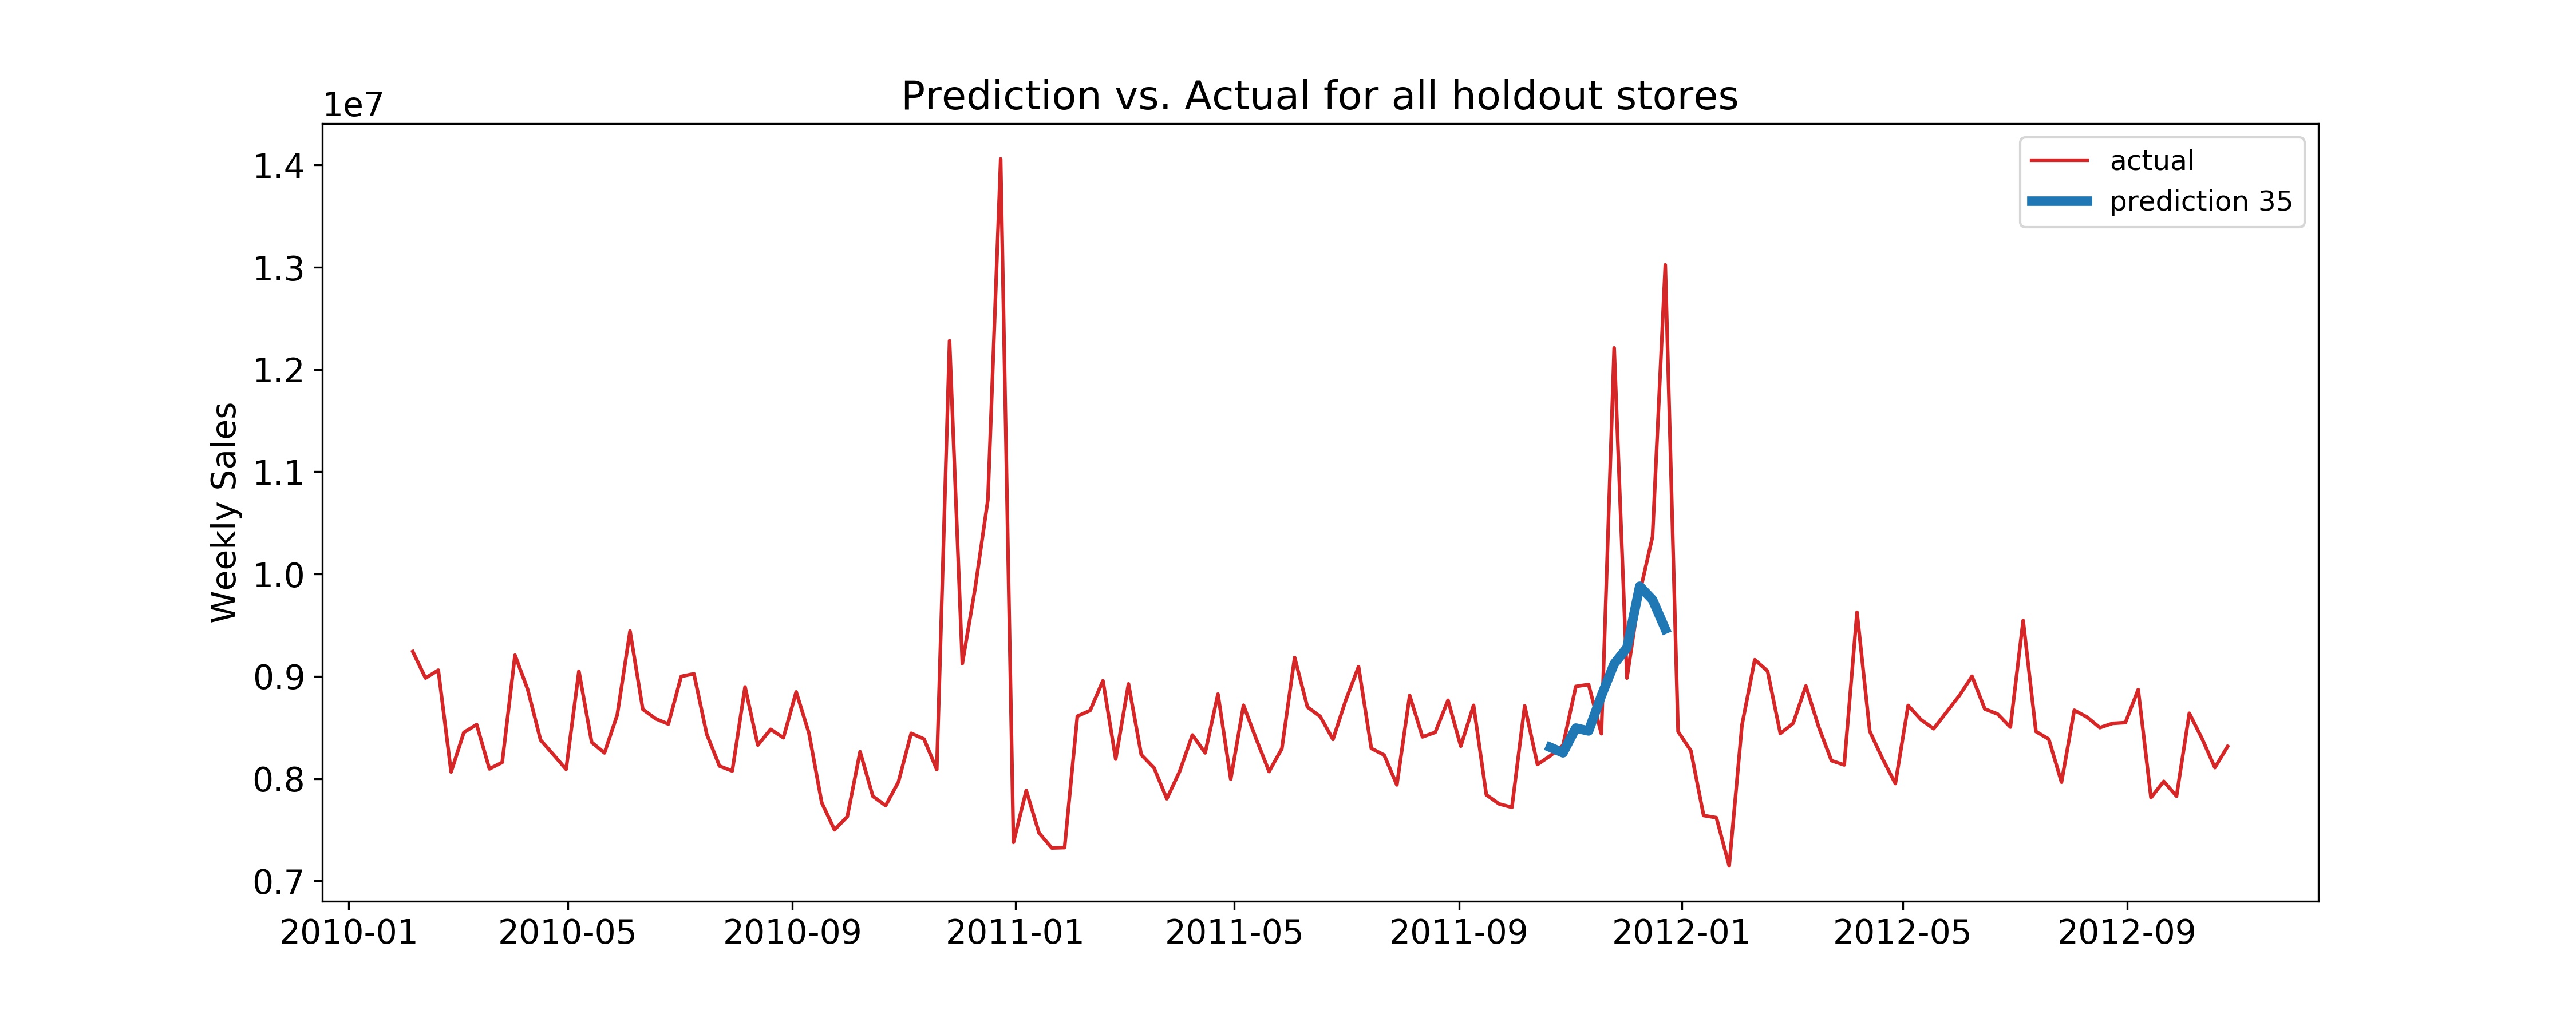 Prediction vs. Actual for all holdout stores
1e7
actual
prediction 35
1.4
1.3
1.2
1.1
1.0
0.9
0.8
0.7
Weekly Sales
2010-01 2010-05 2010-09 2011-01 2011-05 2011-09 2012-01 2012-05 2012-09